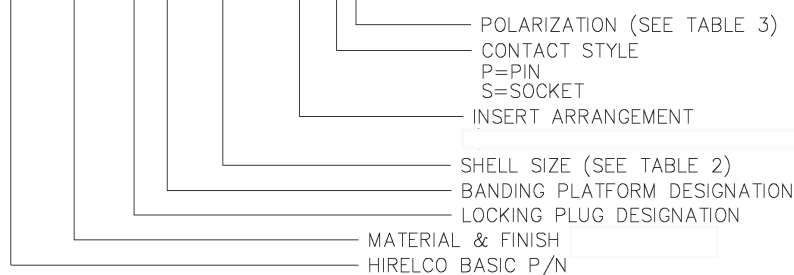 POLARIZATION (SEE TABLE 3)
CONTACT STYLE
P=PIN
S=SOCKET
INSERT ARRANGEMENT
SHELL SIZE (SEE TABLE 2)
BANDING PLATFORM DESIGNATION
LOCKING PLUG DESIGNATION
MATERIAL & FINISH
HIRELCO BASIC P/N